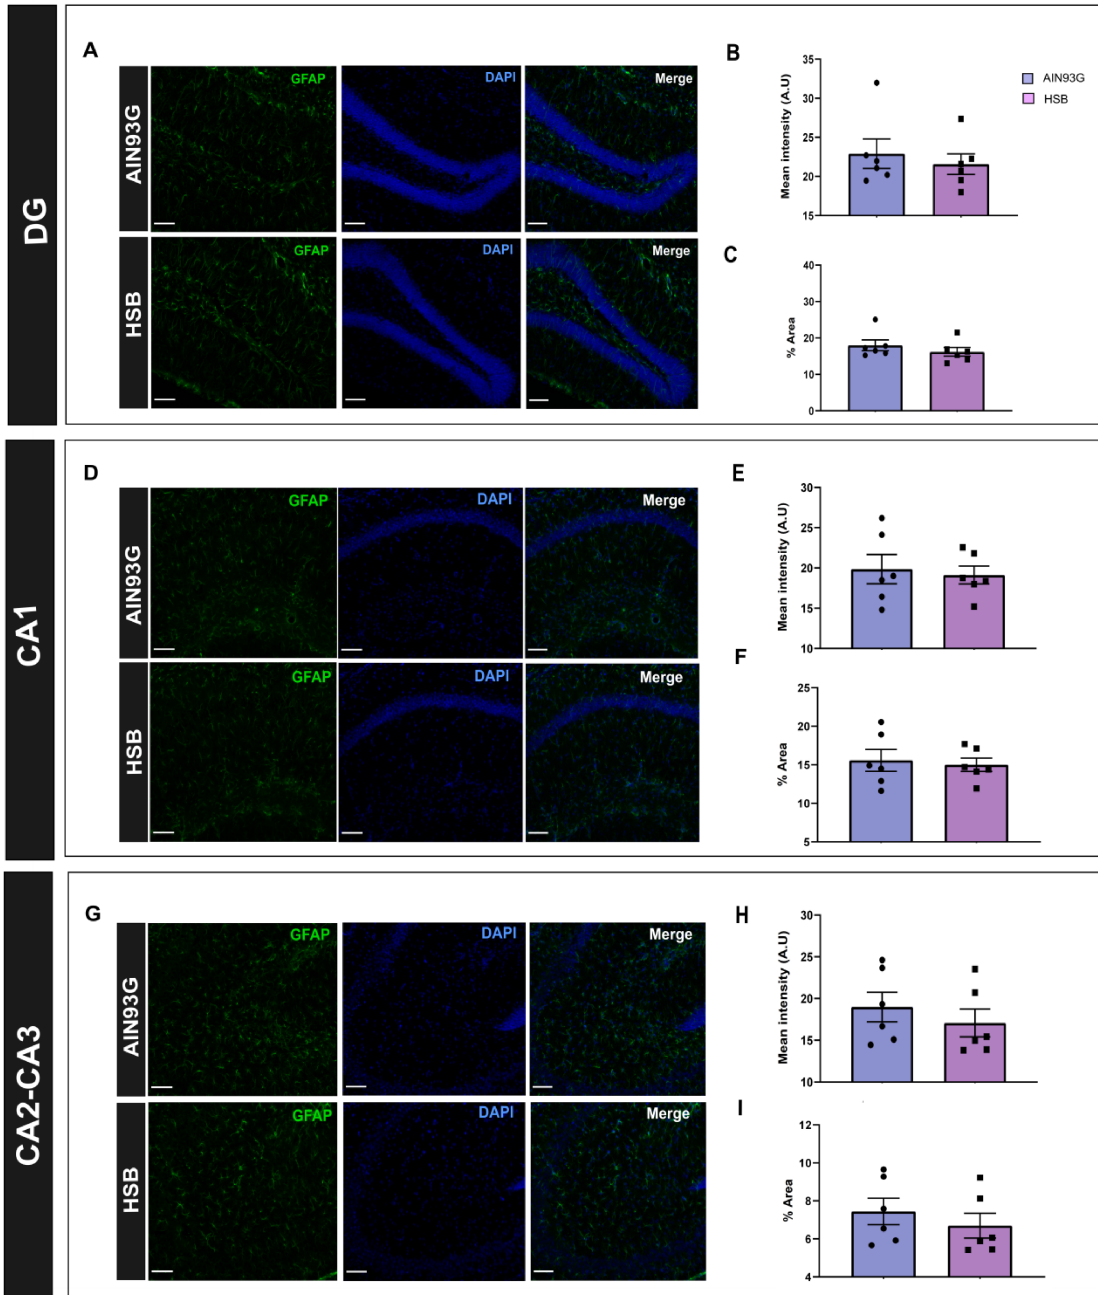 DG
A
AIN93G
GFAP
DAPI
Merge
HSB
GFAP
DAPI
Merge
B
Mean intensity (A.U)
35
30
25
20
15
AIN93G
HSB
C
% Area
40
30
20
10
0
CA1
D
AIN93G
GFAP
DAPI
Merge
HSB
GFAP
DAPI
Merge
E
Mean intensity (A.U)
30
25
20
15
10
F
% Area
25
20
15
10
5
CA2-CA3
G
AIN93G
GFAP
DAPI
Merge
HSB
GFAP
DAPI
Merge
H
Mean intensity (A.U)
30
25
20
15
10
I
% Area
12
10
8
6
4